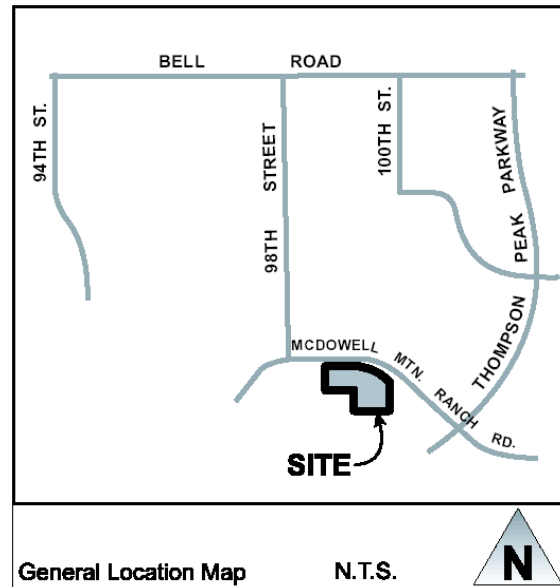 BELL ROAD
94TH ST.
98TH STREET
100TH ST.
THOMPSON PEAK PARKWAY
MCDOWELL MTN. RANCH RD.
SITE
General Location Map N.T.S.
N